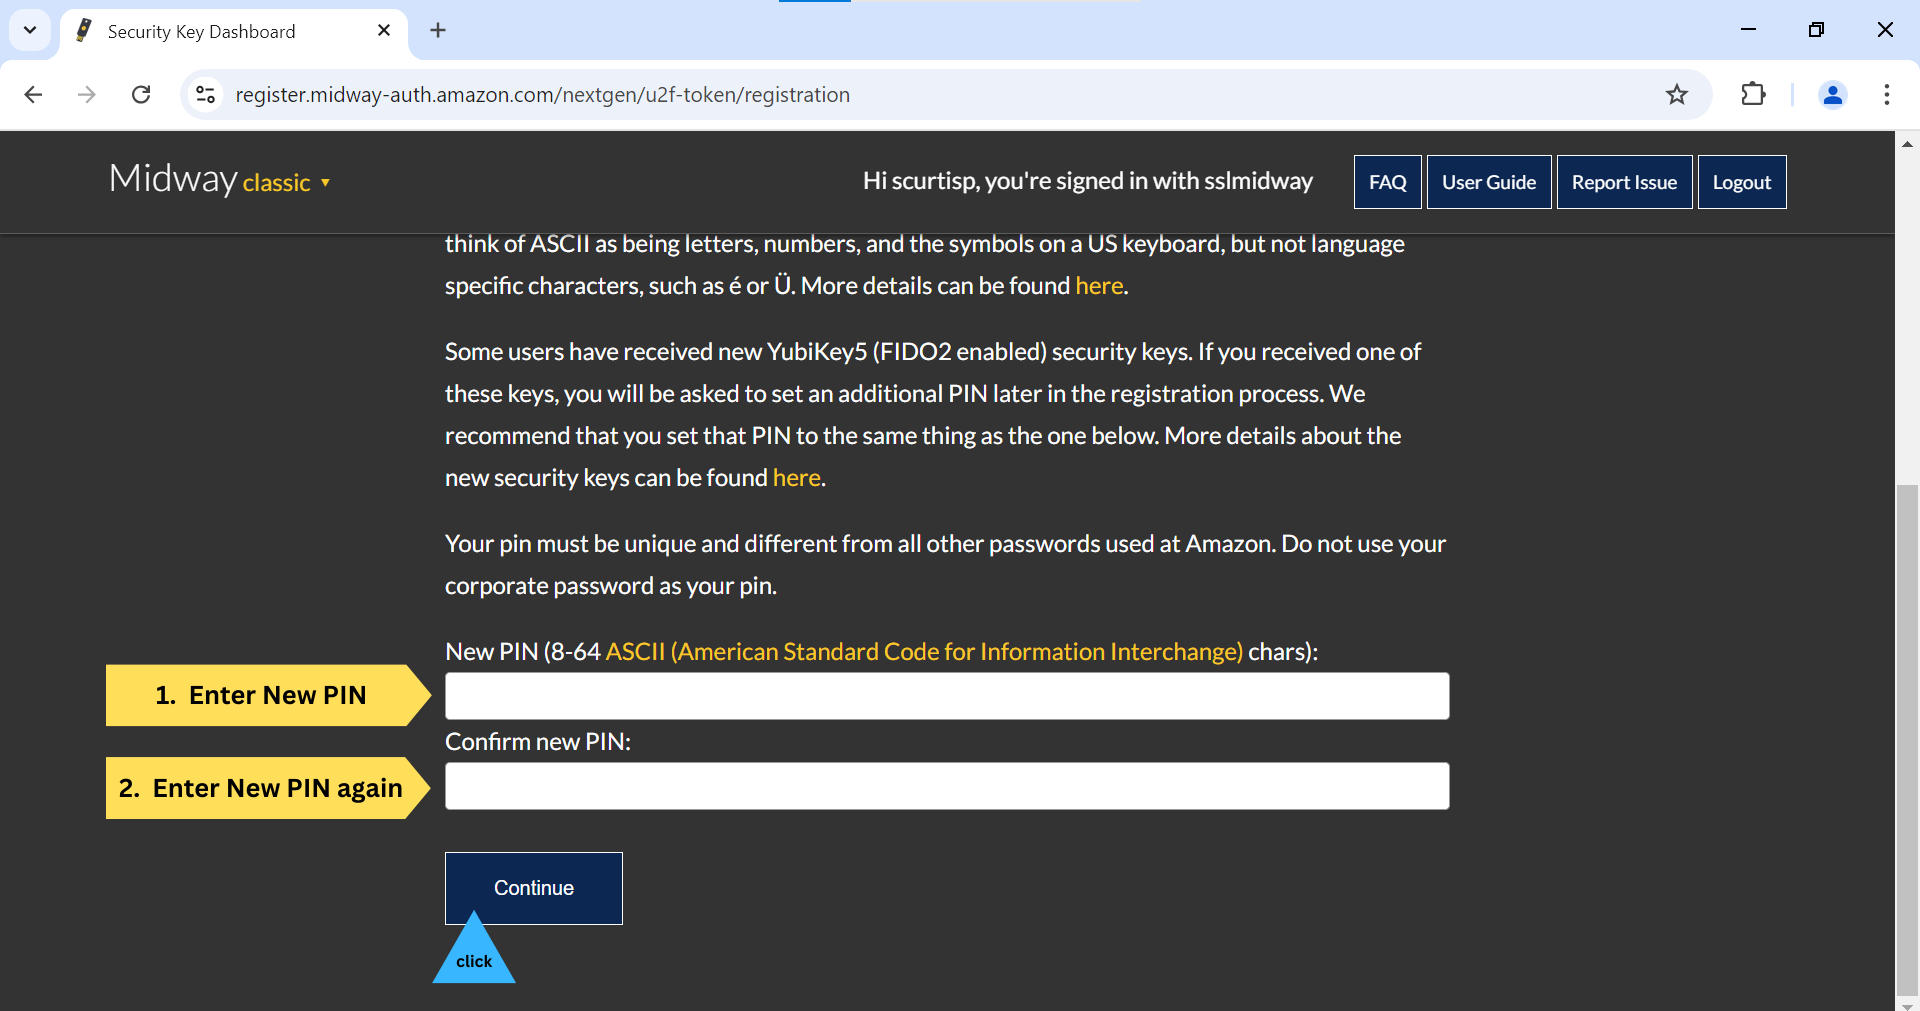 Security Key Dashboard
register.midway-auth.amazon.com/nextgen/u2f-token/registration
Midway classic
Hi scurtisp, you're signed in with sslmidway
FAQ
User Guide
Report Issue
Logout
think of ASCII as being letters, numbers, and the symbols on a US keyboard, but not language
specific characters, such as é or Ü. More details can be found here.
Some users have received new YubiKey5 (FIDO2 enabled) security keys. If you received one of
these keys, you will be asked to set an additional PIN later in the registration process. We
recommend that you set that PIN to the same thing as the one below. More details about the
new security keys can be found here.
Your pin must be unique and different from all other passwords used at Amazon. Do not use your
corporate password as your pin.
New PIN (8-64 ASCII (American Standard Code for Information Interchange) chars):
1. Enter New PIN
Confirm new PIN:
2. Enter New PIN again
Continue
click